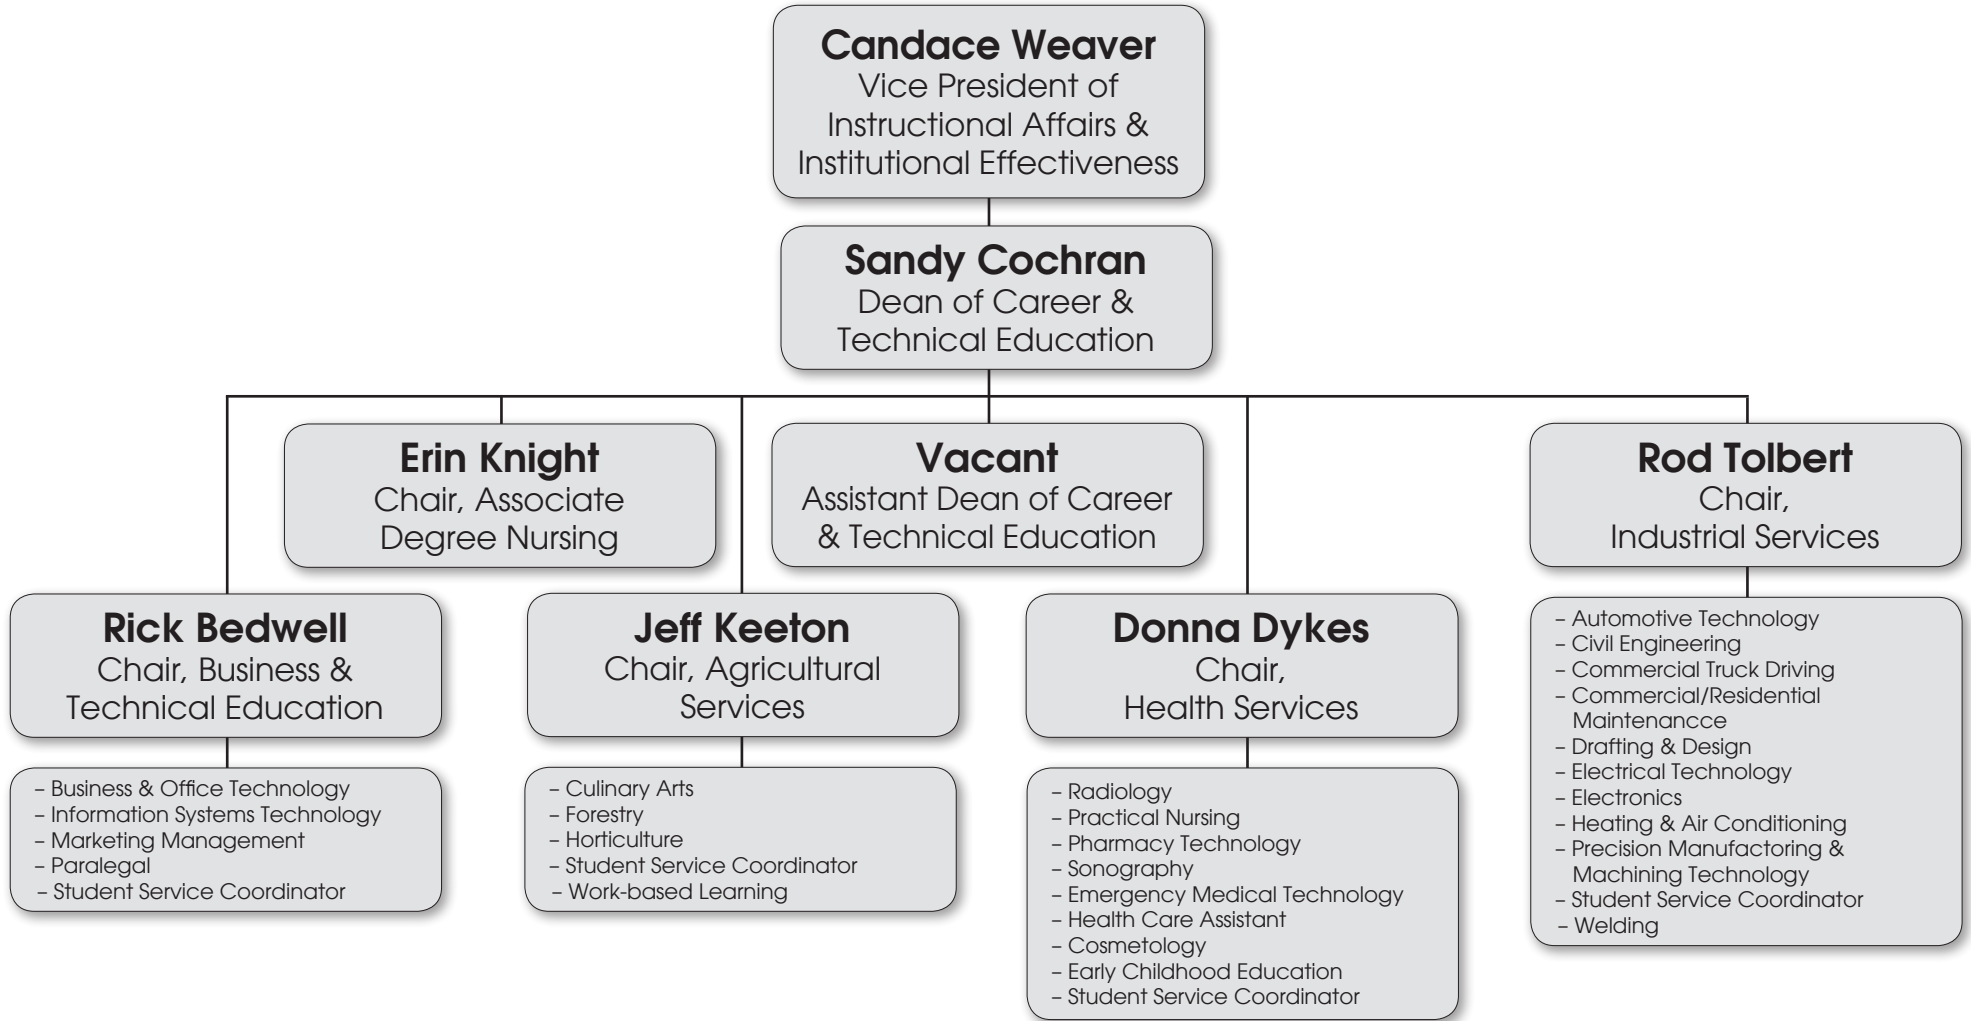 Candace Weaver
Vice President of
Instructional Affairs &
Institutional Effectiveness
Sandy Cochran
Dean of Career &
Technical Education
Erin Knight
Chair, Associate
Degree Nursing
Vacant
Assistant Dean of Career
& Technical Education
Rod Tolbert
Chair,
Industrial Services
Rick Bedwell
Chair, Business &
Technical Education
Jeff Keeton
Chair, Agricultural
Services
Donna Dykes
Chair,
Health Services
– Business & Office Technology
– Information Systems Technology
– Marketing Management
– Paralegal
– Student Service Coordinator
– Culinary Arts
– Forestry
– Horticulture
– Student Service Coordinator
– Work-based Learning
– Radiology
– Practical Nursing
– Pharmacy Technology
– Sonography
– Emergency Medical Technology
– Health Care Assistant
– Cosmetology
– Early Childhood Education
– Student Service Coordinator
– Automotive Technology
– Civil Engineering
– Commercial Truck Driving
– Commercial/Residential
Maintenancce
– Drafting & Design
– Electrical Technology
– Electronics
– Heating & Air Conditioning
– Precision Manufactoring &
Machining Technology
– Student Service Coordinator
– Welding